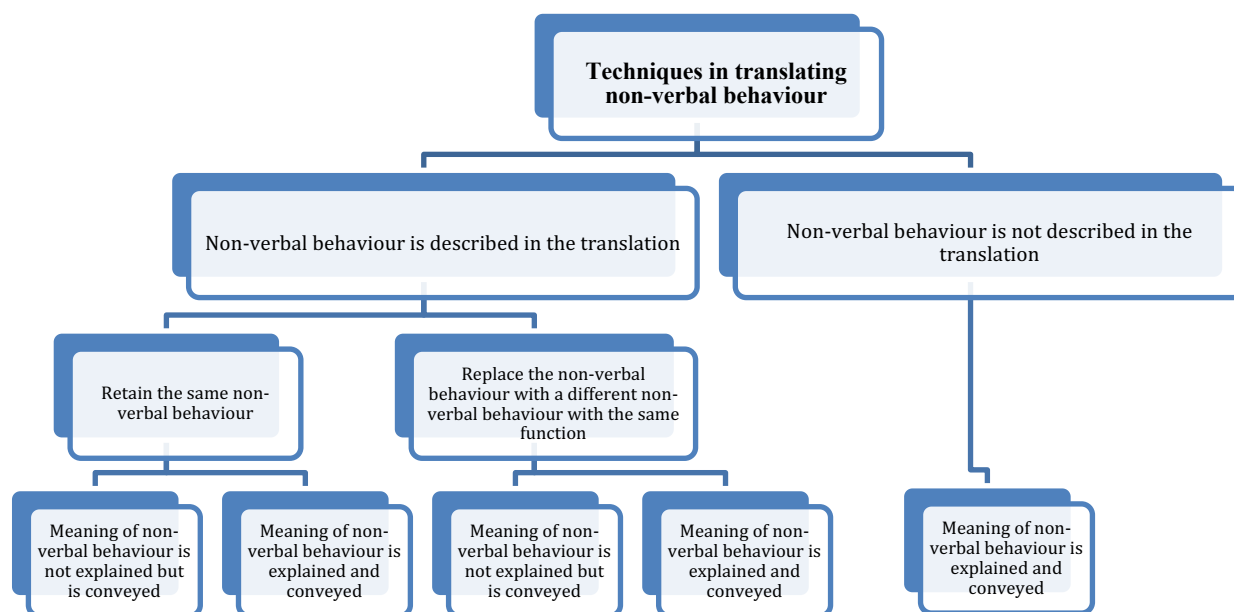 Techniques in translating
non-verbal behaviour
Non-verbal behaviour is described in the translation
Non-verbal behaviour is not described in the
translation
Retain the same non-
verbal behaviour
Replace the non-verbal
behaviour with a different non-
verbal behaviour with the same
function
Meaning of non-
verbal behaviour is
not explained but
is conveyed
Meaning of non-
verbal behaviour is
explained and
conveyed
Meaning of non-
verbal behaviour is
not explained but
is conveyed
Meaning of non-
verbal behaviour is
explained and
conveyed
Meaning of non-
verbal behaviour is
explained and
conveyed